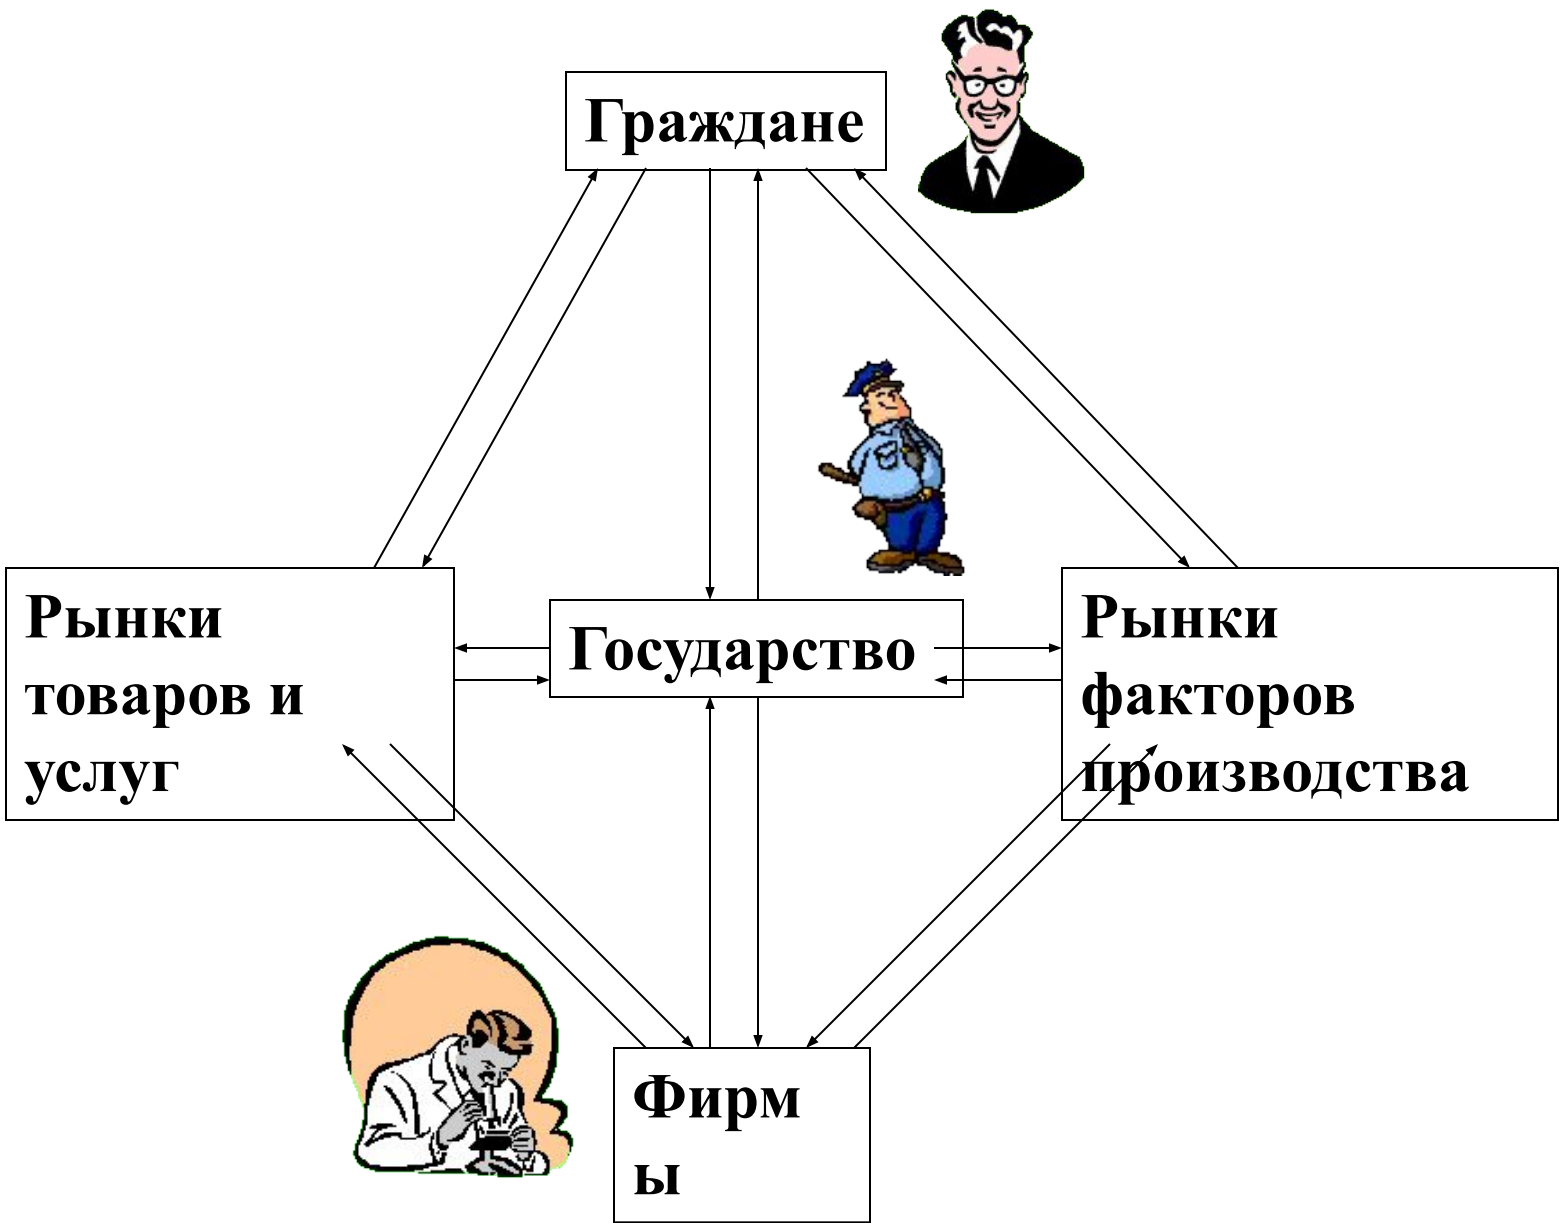 Граждане
Рынки
товаров и
услуг
Государство
Рынки
факторов
производства
Фирм
ы